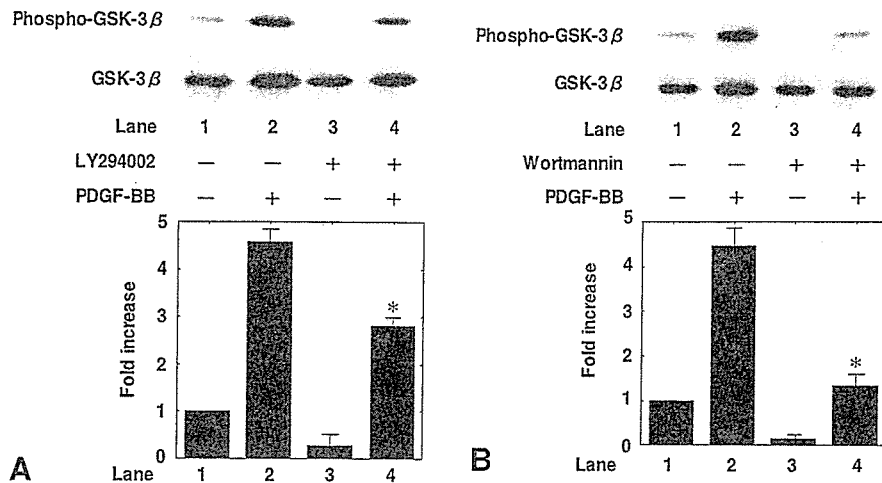 Phospho-GSK-3β
GSK-3β
Lane 1 2 3 4
LY294002 − − + +
PDGF-BB − + − +
5
4
3
2
1
0
Fold increase
*
Lane 1 2 3 4
A
Phospho-GSK-3β
GSK-3β
Lane 1 2 3 4
Wortmannin − − + +
PDGF-BB − + − +
5
4
3
2
1
0
Fold increase
*
Lane 1 2 3 4
B